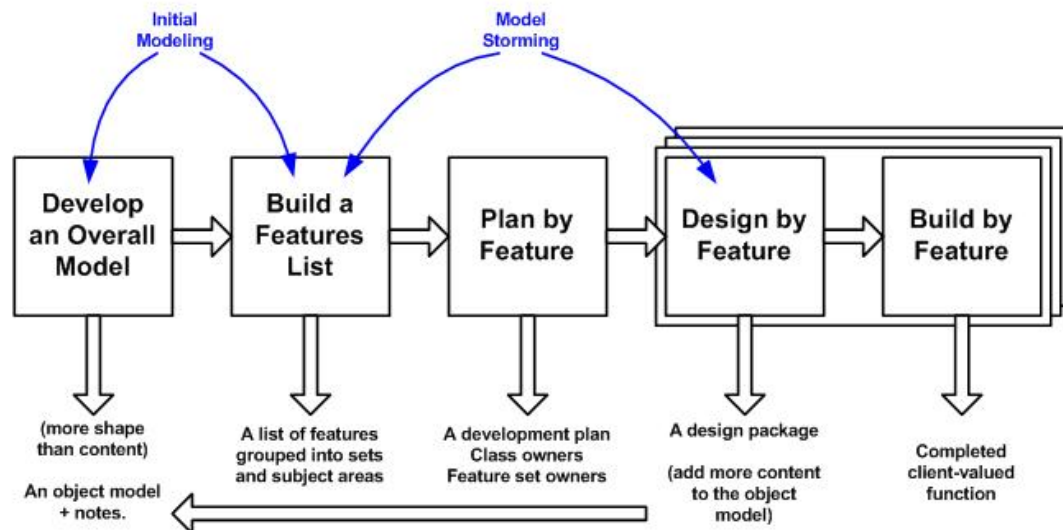 Initial
Modeling
Model
Storming
Develop
an Overall
Model
Build a
Features
List
Plan by
Feature
Design by
Feature
Build by
Feature
(more shape
than content)
An object model
+ notes.
A list of features
grouped into sets
and subject areas
A development plan
Class owners
Feature set owners
A design package
(add more content
to the object
model)
Completed
client-valued
function